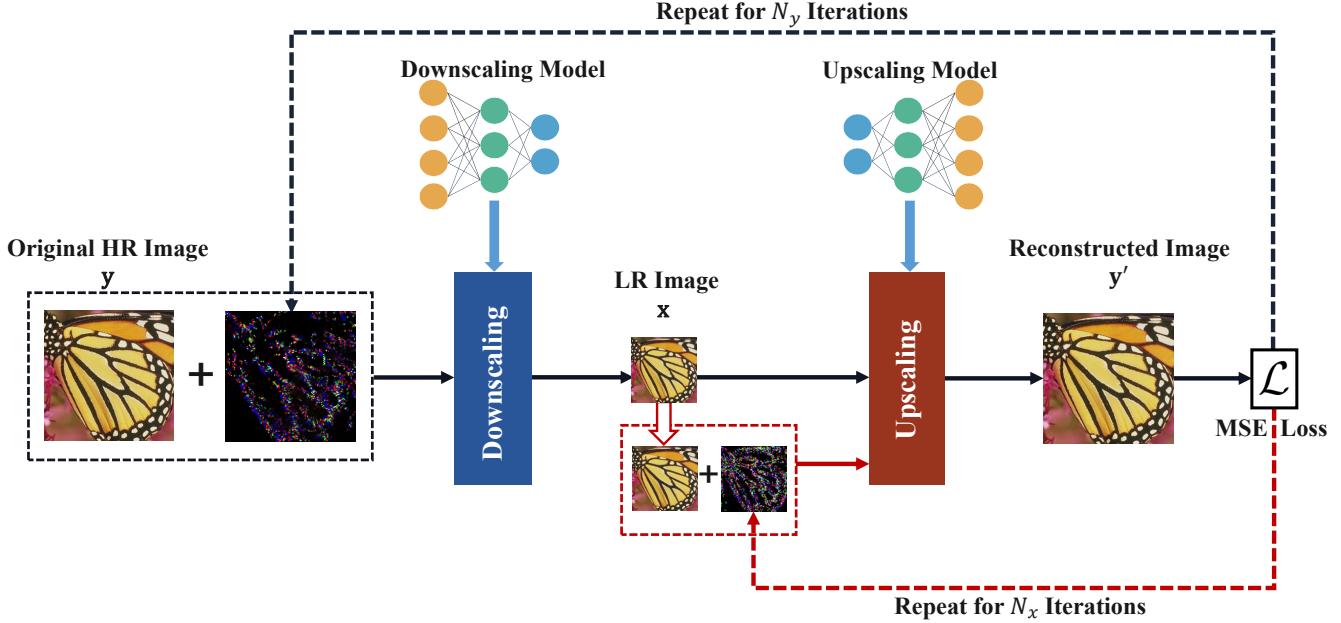 Repeat for N_y Iterations
Downscaling Model
Upscaling Model
Original HR Image
y
Reconstructed Image
y′
LR Image
x
Downscaling
Upscaling
+
+
ℒ
MSE Loss
Repeat for N_x Iterations